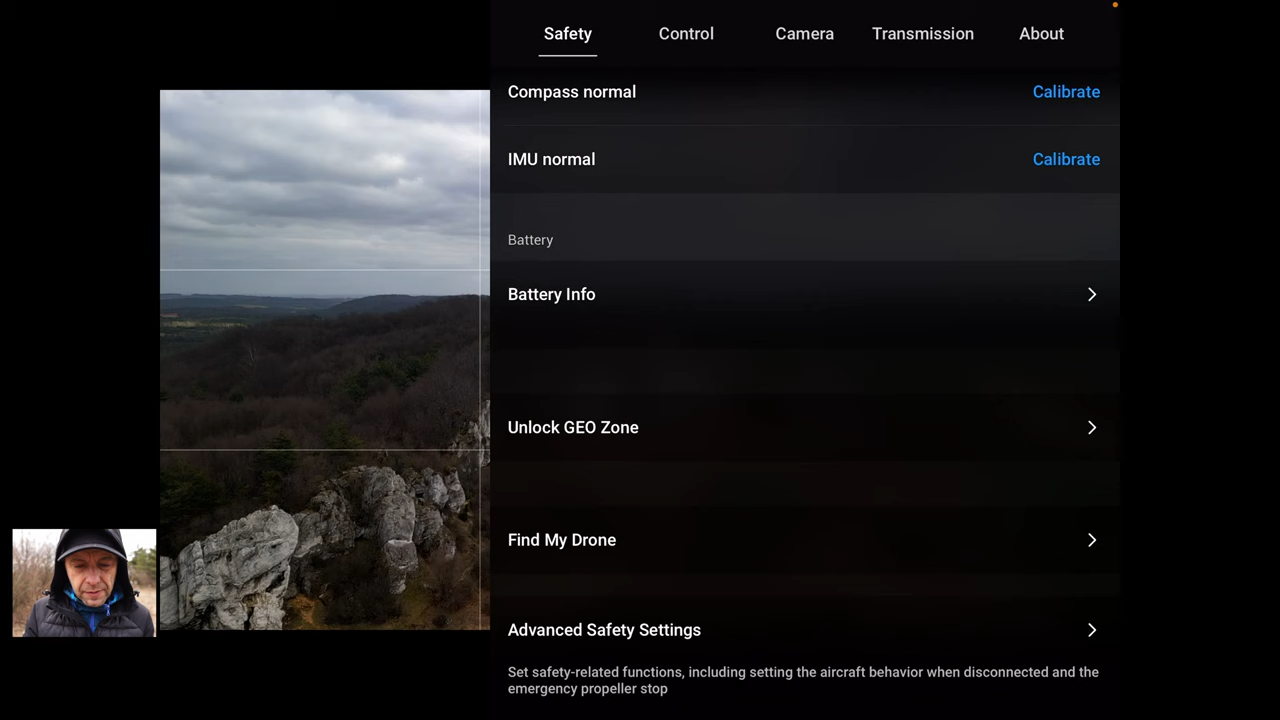 Safety Control Camera Transmission About
Compass normal Calibrate
IMU normal Calibrate
Battery
Battery Info
Unlock GEO Zone
Find My Drone
Advanced Safety Settings
Set safety-related functions, including setting the aircraft behavior when disconnected and the
emergency propeller stop